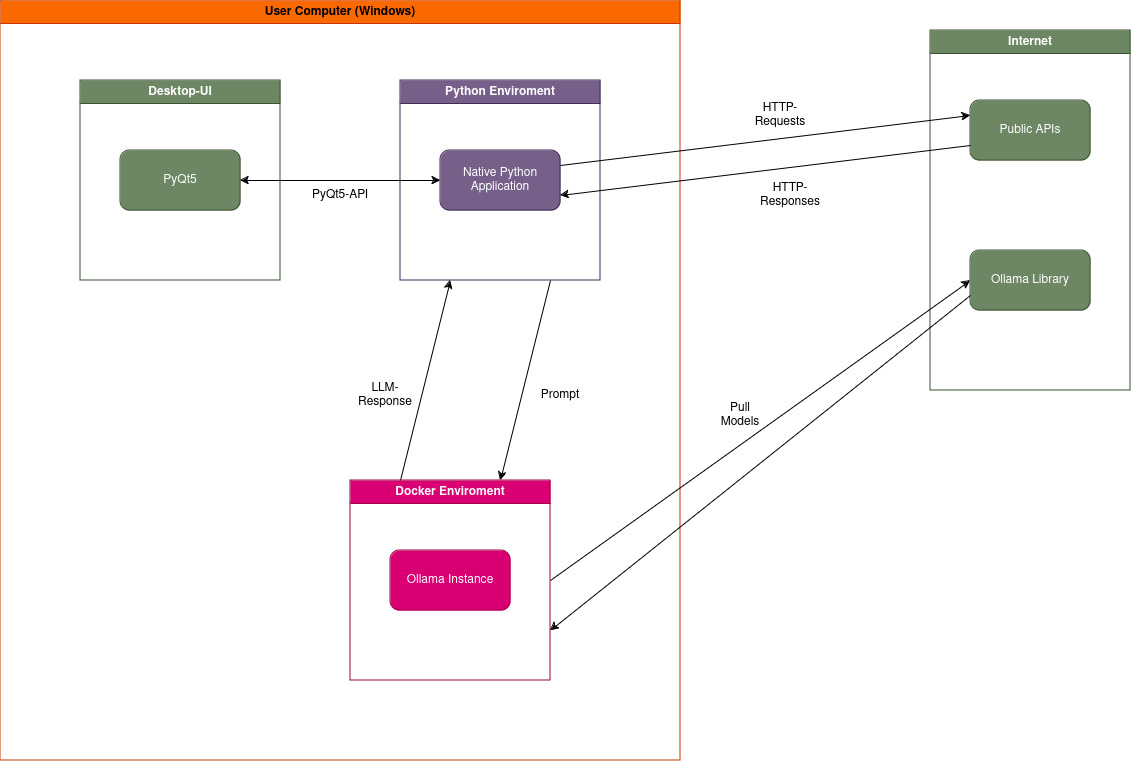 User Computer (Windows)
Internet
Desktop-UI
Python Enviroment
HTTP-
Requests
Public APIs
PyQt5
PyQt5-API
Native Python
Application
HTTP-
Responses
Ollama Library
LLM-
Response
Prompt
Pull
Models
Docker Enviroment
Ollama Instance